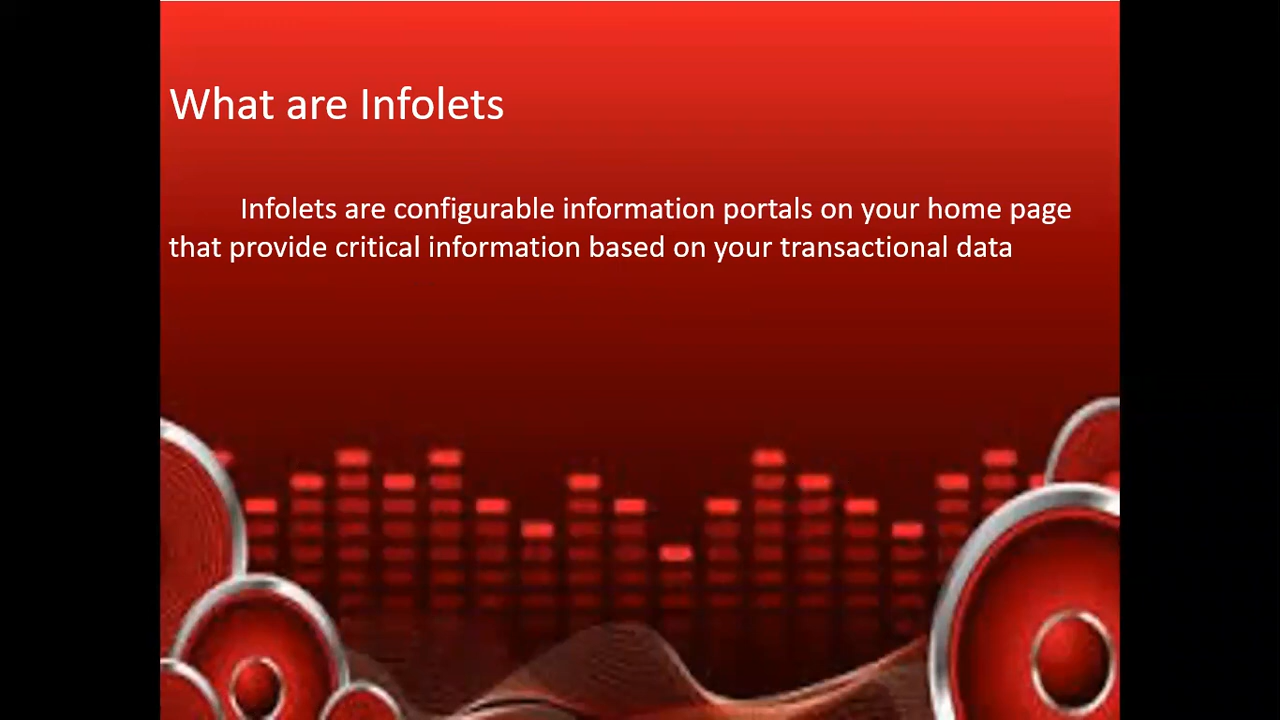 What are Infolets
Infolets are configurable information portals on your home page
that provide critical information based on your transactional data